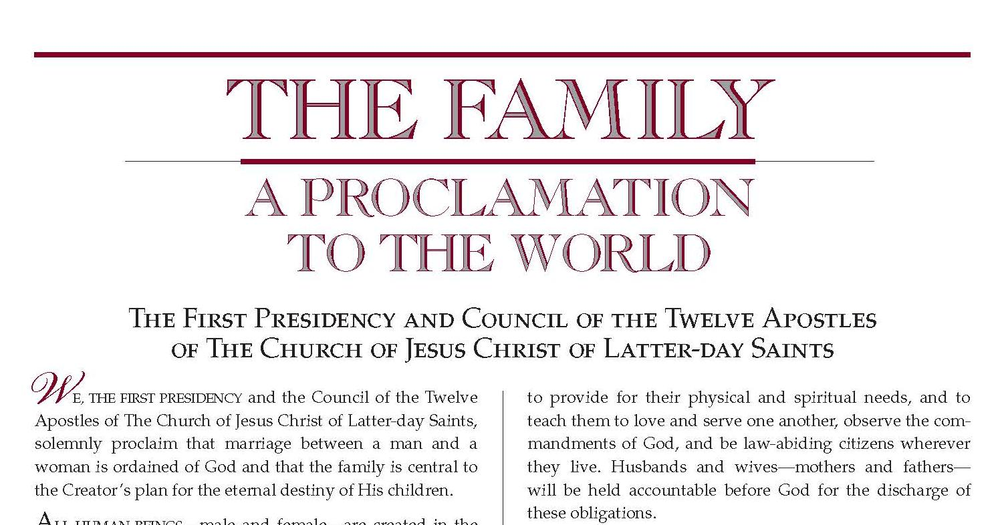 THE FAMILY
A PROCLAMATION
TO THE WORLD
The First Presidency and Council of the Twelve Apostles
of The Church of Jesus Christ of Latter-day Saints
WE, THE FIRST PRESIDENCY and the Council of the Twelve
Apostles of The Church of Jesus Christ of Latter-day Saints,
solemnly proclaim that marriage between a man and a
woman is ordained of God and that the family is central to
the Creator's plan for the eternal destiny of His children.
ALL HUMAN BEINGS—male and female—are created in the
to provide for their physical and spiritual needs, and to
teach them to love and serve one another, observe the com-
mandments of God, and be law-abiding citizens wherever
they live. Husbands and wives—mothers and fathers—
will be held accountable before God for the discharge of
these obligations.